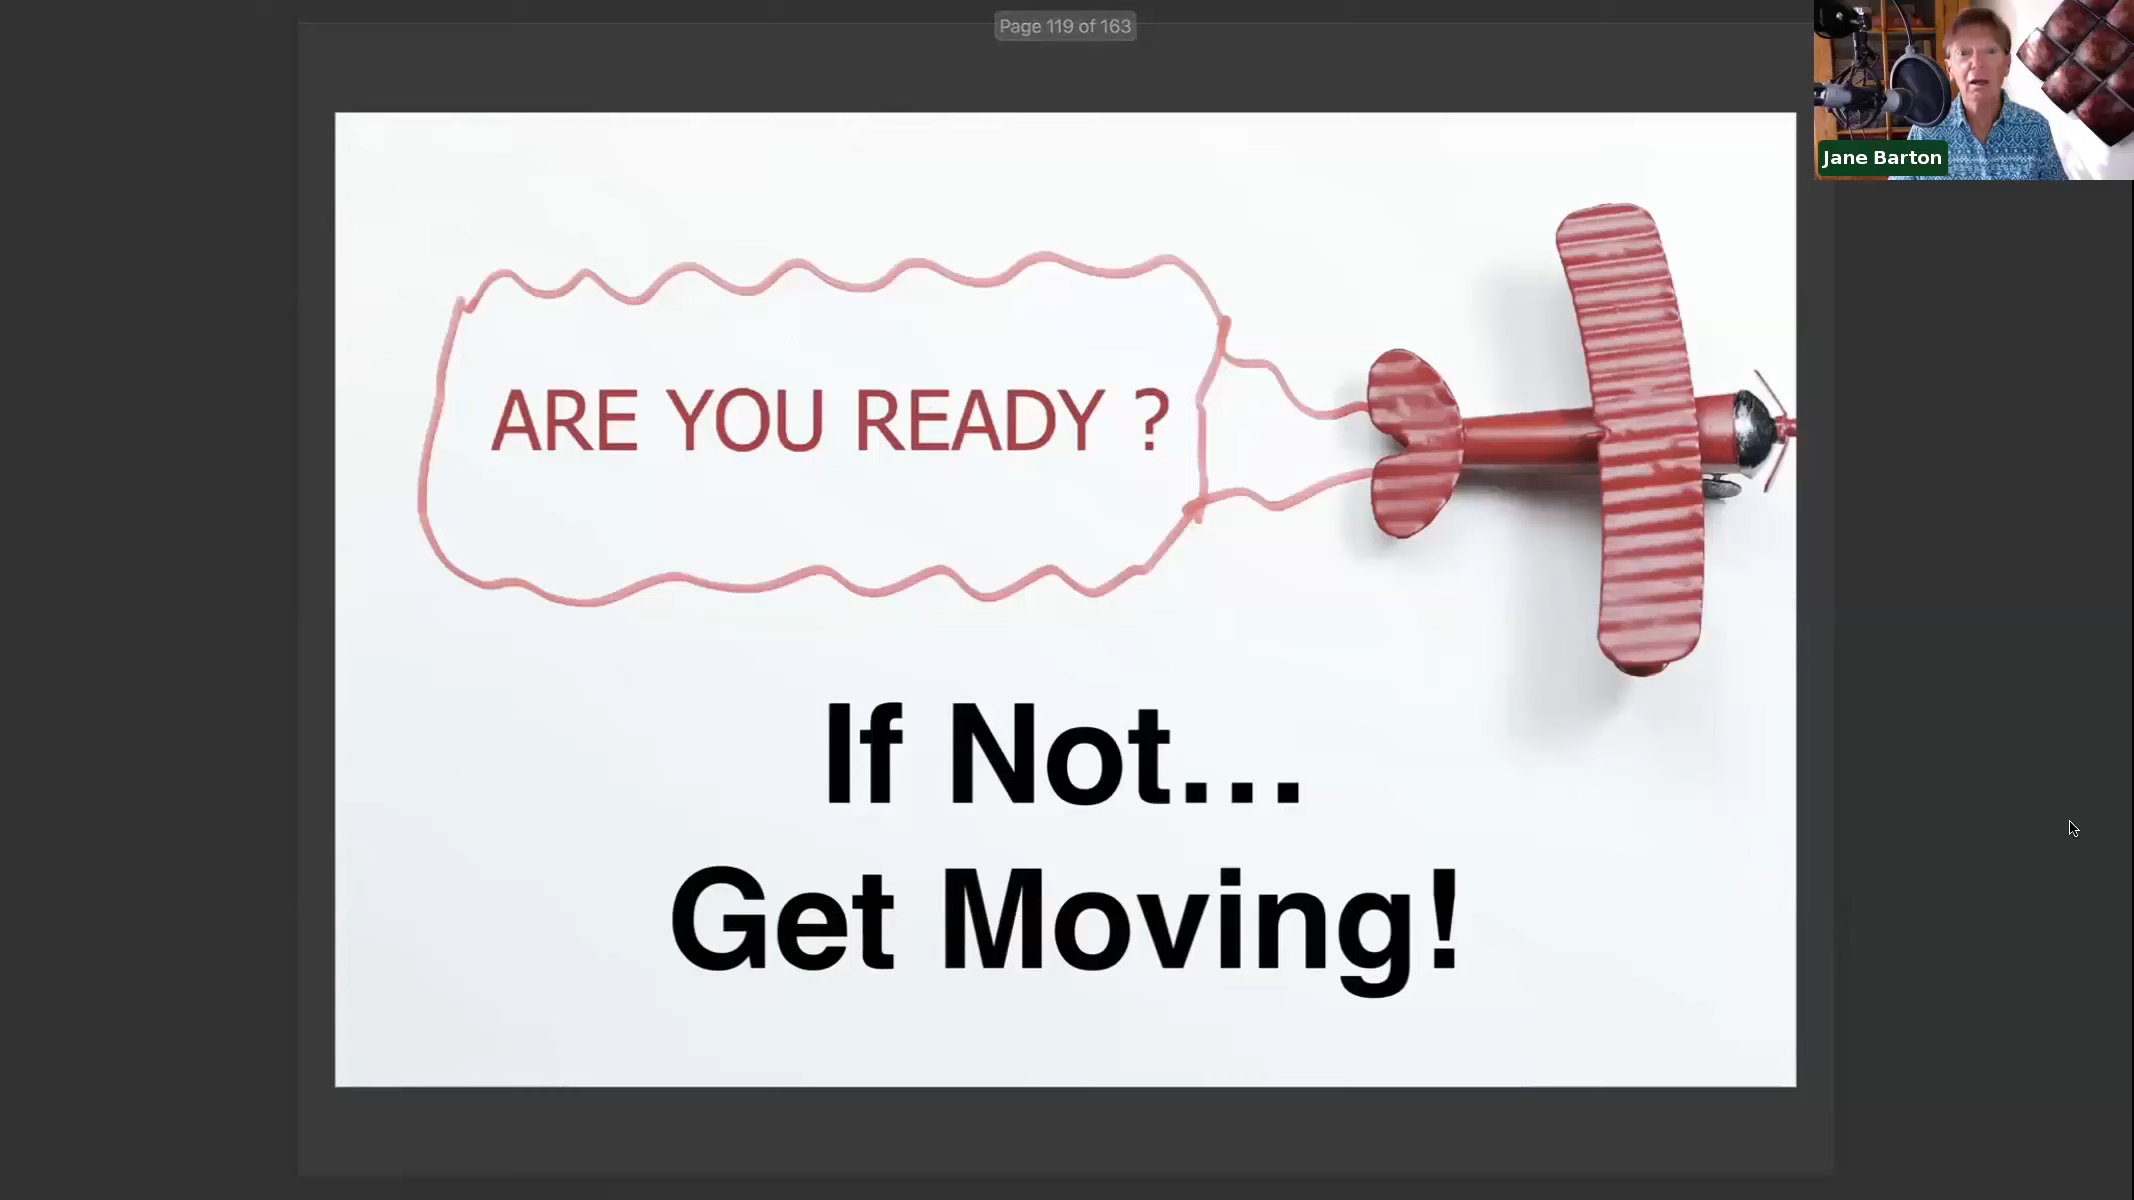 Page 119 of 163
Jane Barton
ARE YOU READY ?
If Not...
Get Moving!